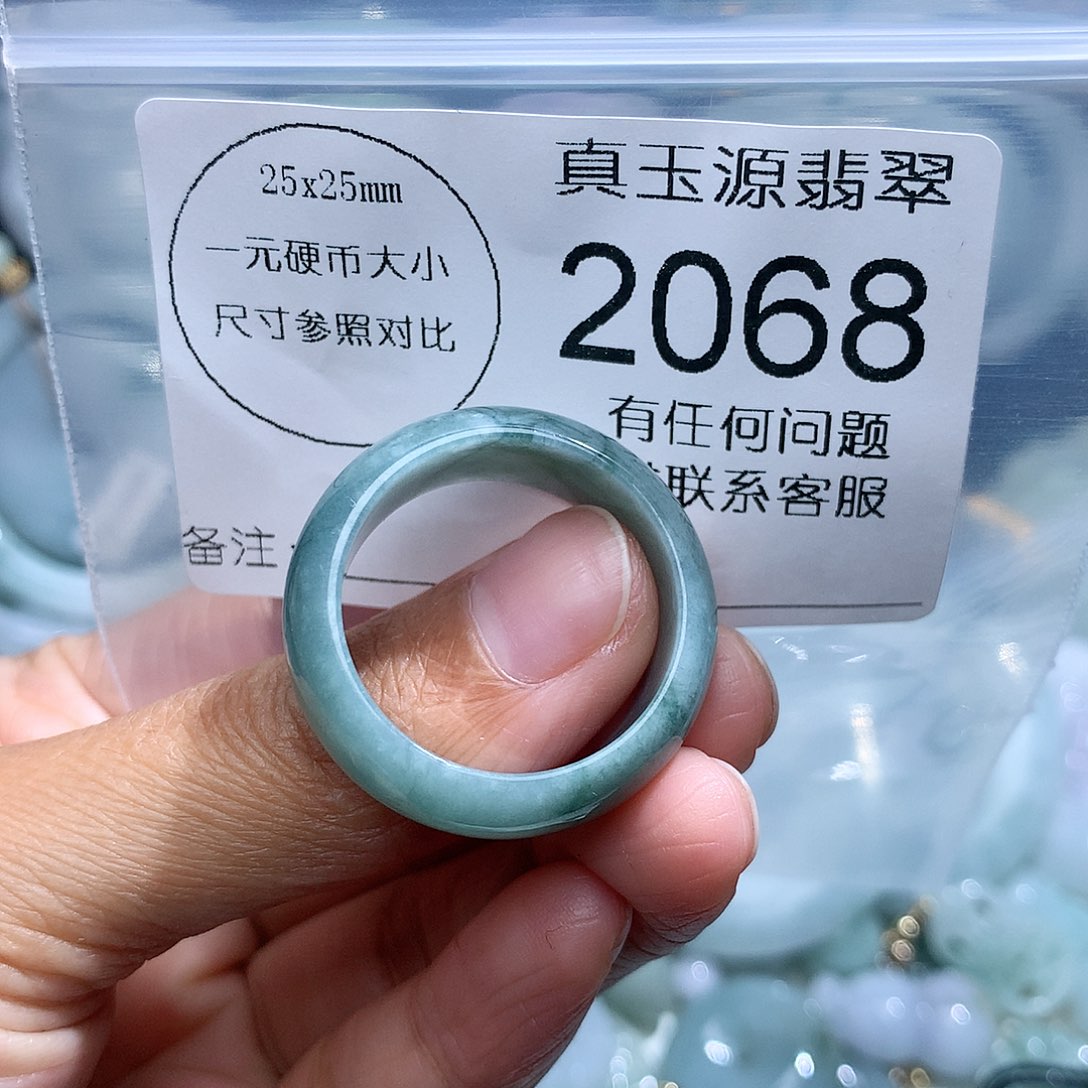 25x25mm
一元硬币大小
尺寸参照对比
真玉源翡翠
2068
有任何问题
联系客服
备注